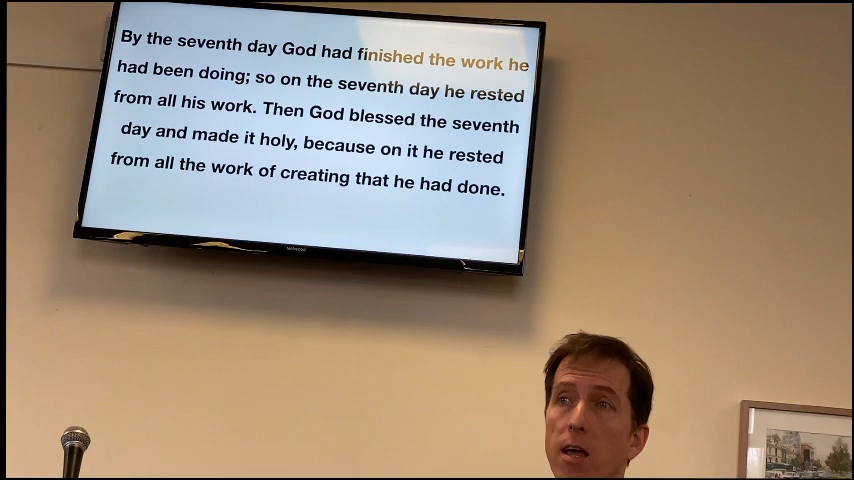 By the seventh day God had finished the work he
had been doing; so on the seventh day he rested
from all his work. Then God blessed the seventh
day and made it holy, because on it he rested
from all the work of creating that he had done.